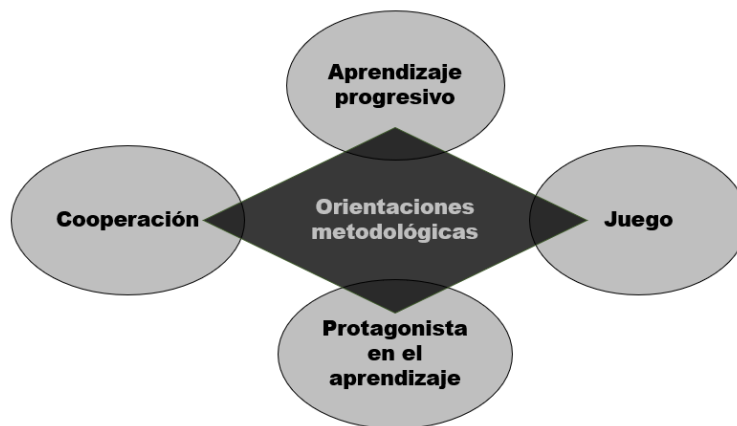 Aprendizaje
progresivo
Cooperación
Orientaciones
metodológicas
Juego
Protagonista
en el
aprendizaje